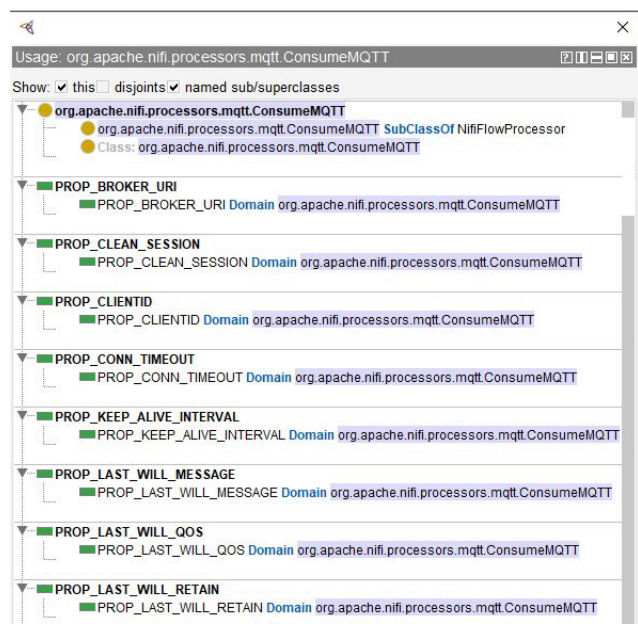 Usage: org.apache.nifi.processors.mqtt.ConsumeMQTT
Show: this disjoints named sub/superclasses
org.apache.nifi.processors.mqtt.ConsumeMQTT
org.apache.nifi.processors.mqtt.ConsumeMQTT SubClassOf NifiFlowProcessor
Class: org.apache.nifi.processors.mqtt.ConsumeMQTT
PROP_BROKER_URI
PROP_BROKER_URI Domain org.apache.nifi.processors.mqtt.ConsumeMQTT
PROP_CLEAN_SESSION
PROP_CLEAN_SESSION Domain org.apache.nifi.processors.mqtt.ConsumeMQTT
PROP_CLIENTID
PROP_CLIENTID Domain org.apache.nifi.processors.mqtt.ConsumeMQTT
PROP_CONN_TIMEOUT
PROP_CONN_TIMEOUT Domain org.apache.nifi.processors.mqtt.ConsumeMQTT
PROP_KEEP_ALIVE_INTERVAL
PROP_KEEP_ALIVE_INTERVAL Domain org.apache.nifi.processors.mqtt.ConsumeMQTT
PROP_LAST_WILL_MESSAGE
PROP_LAST_WILL_MESSAGE Domain org.apache.nifi.processors.mqtt.ConsumeMQTT
PROP_LAST_WILL_QOS
PROP_LAST_WILL_QOS Domain org.apache.nifi.processors.mqtt.ConsumeMQTT
PROP_LAST_WILL_RETAIN
PROP_LAST_WILL_RETAIN Domain org.apache.nifi.processors.mqtt.ConsumeMQTT